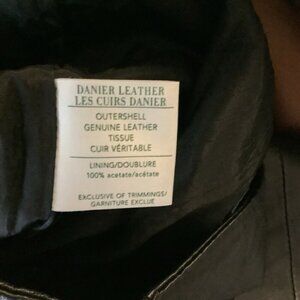 DANIER LEATHER
LES CUIRS DANIER
OUTERSHELL
GENUINE LEATHER
TISSUE
CUIR VÉRITABLE
LINING/DOUBLURE
100% acetate/acétate
EXCLUSIVE OF TRIMMINGS/
GARNITURE EXCLUE